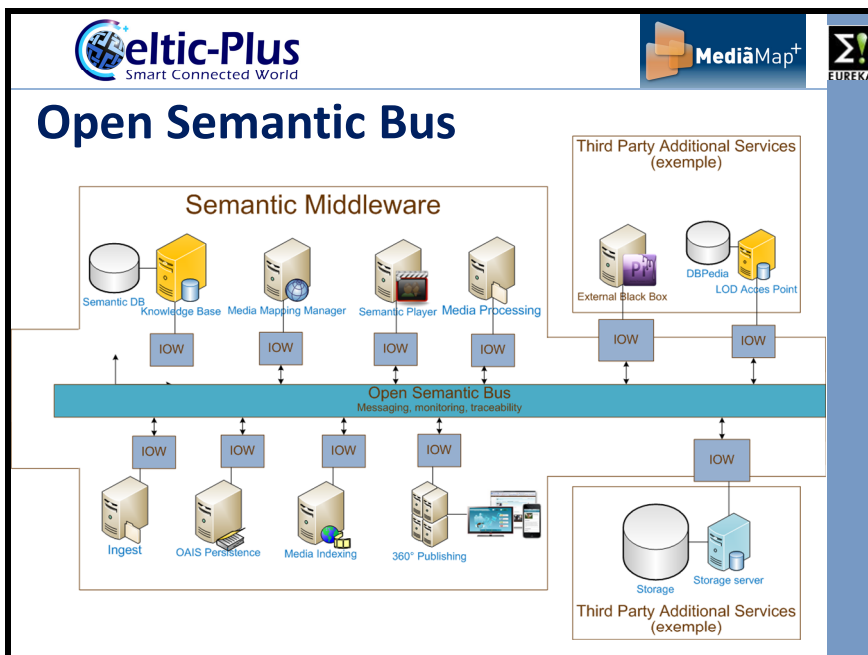 Celtic-Plus
Smart Connected World
MediãMap+
Σ!
EUREKA
Open Semantic Bus
Third Party Additional Services
(exemple)
Semantic Middleware
Semantic DB
Knowledge Base
Media Mapping Manager
Semantic Player
Media Processing
External Black Box
DBPedia
LOD Acces Point
IOW
IOW
IOW
IOW
IOW
IOW
Open Semantic Bus
Messaging, monitoring, traceability
IOW
IOW
IOW
IOW
IOW
Ingest
OAIS Persistence
Media Indexing
360° Publishing
Storage
Storage server
Third Party Additional Services
(exemple)